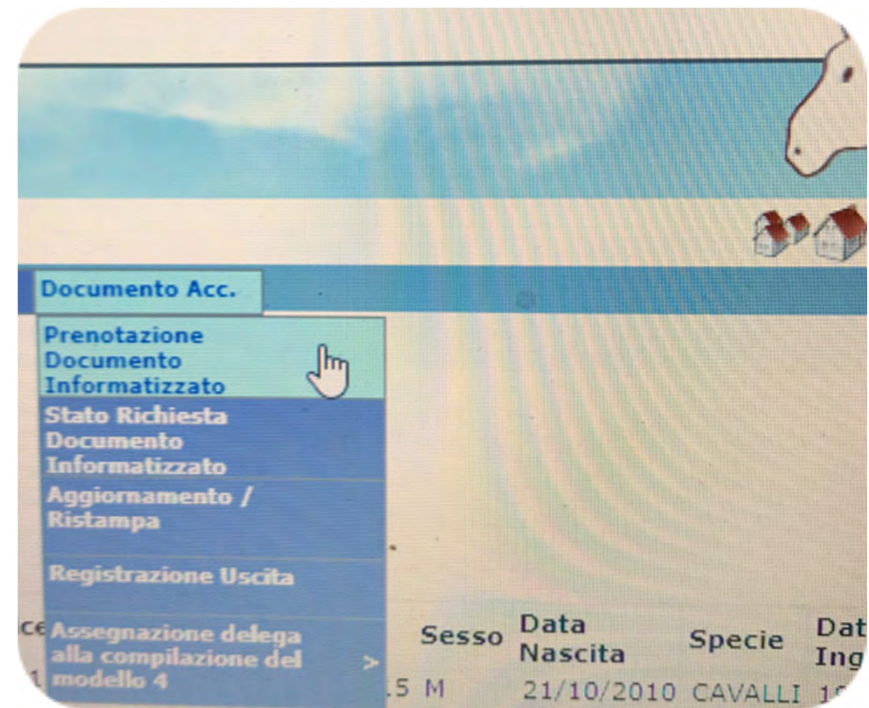 Documento Acc.
Prenotazione
Documento
Informatizzato
Stato Richiesta
Documento
Informatizzato
Aggiornamento /
Ristampa
Registrazione Uscita
Assegnazione delega
alla compilazione del >
modello 4
Sesso Data Nascita Specie
M 21/10/2010 CAVALLI